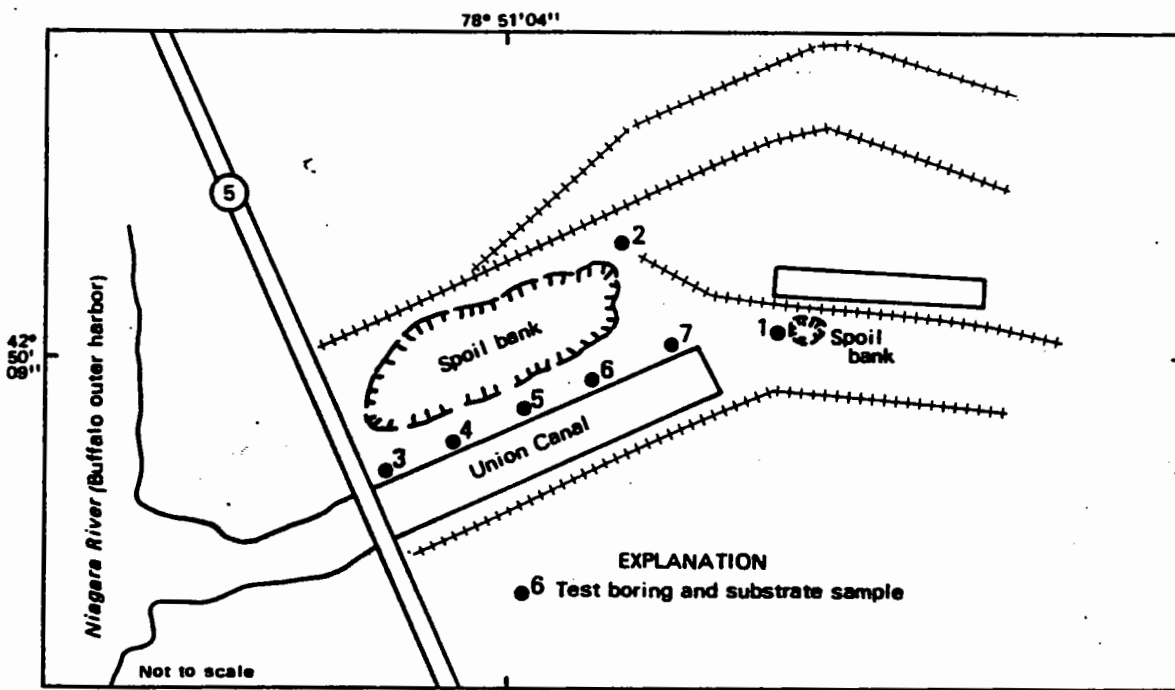 78° 51'04"
5
2
Niagara River (Buffalo outer harbor)
Spoil bank
1
Spoil
bank
42°
50'
09"
7
6
5
4
3
Union Canal
EXPLANATION
6 Test boring and substrate sample
Not to scale